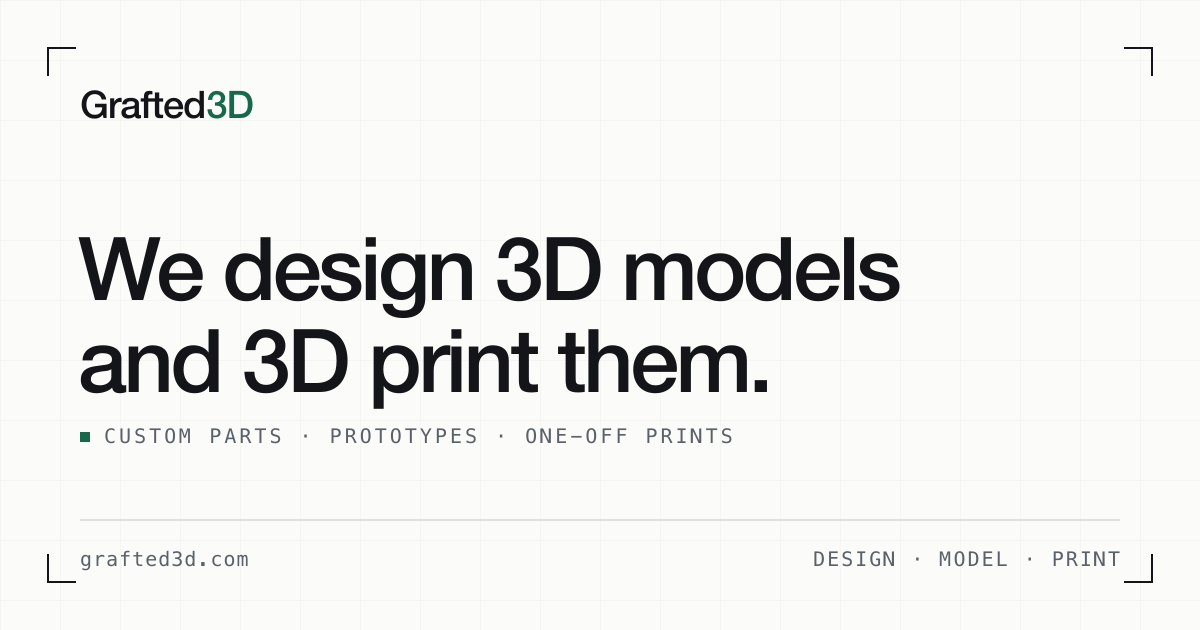 Grafted3D
We design 3D models
and 3D print them.
CUSTOM PARTS · PROTOTYPES · ONE–OFF PRINTS
grafted3d.com
DESIGN · MODEL · PRINT